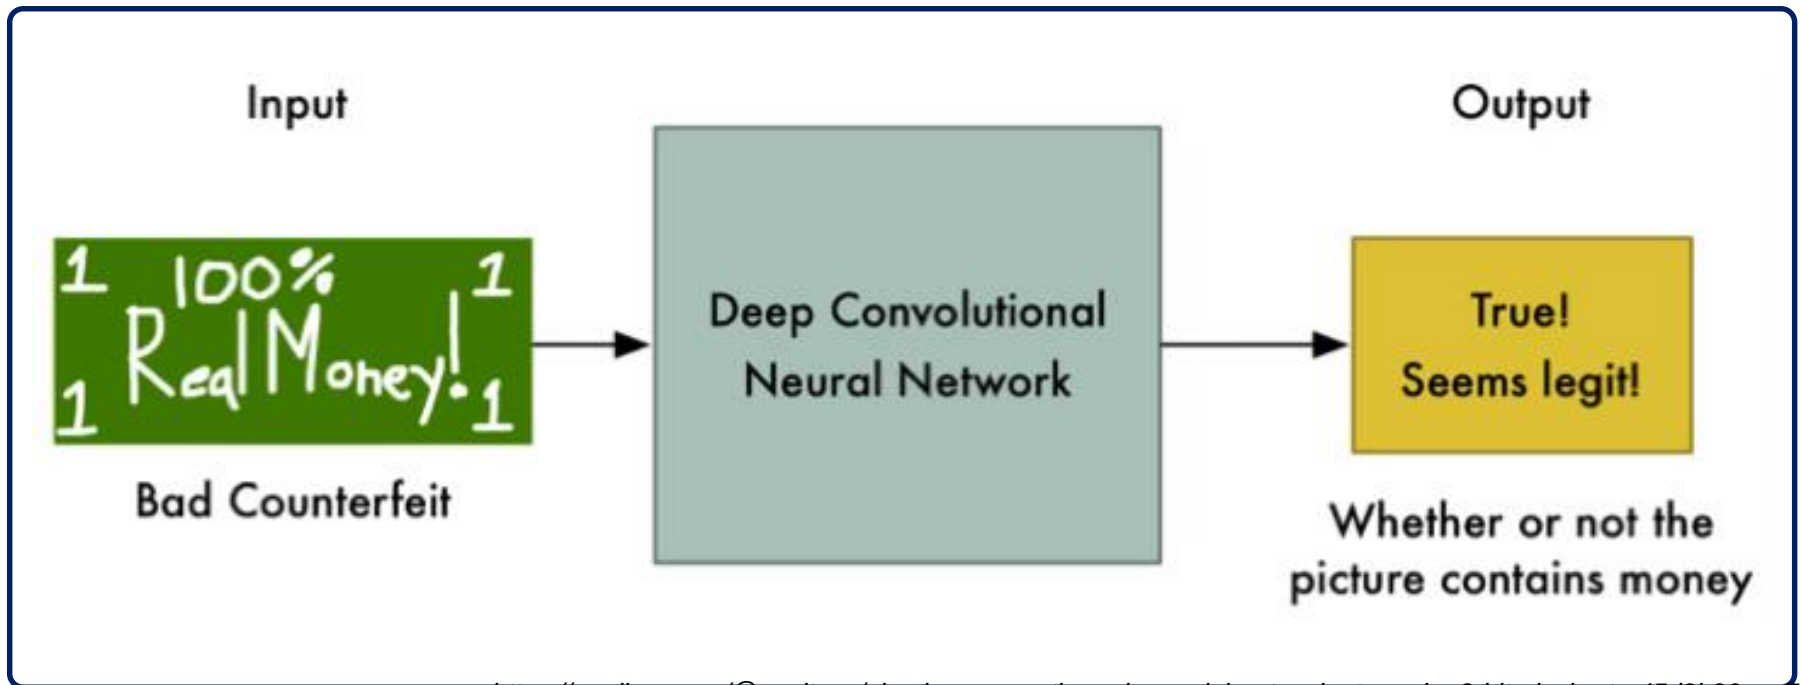 Input
Output
1 100% 1
Real Money!
1 1
Deep Convolutional
Neural Network
True!
Seems legit!
Bad Counterfeit
Whether or not the
picture contains money